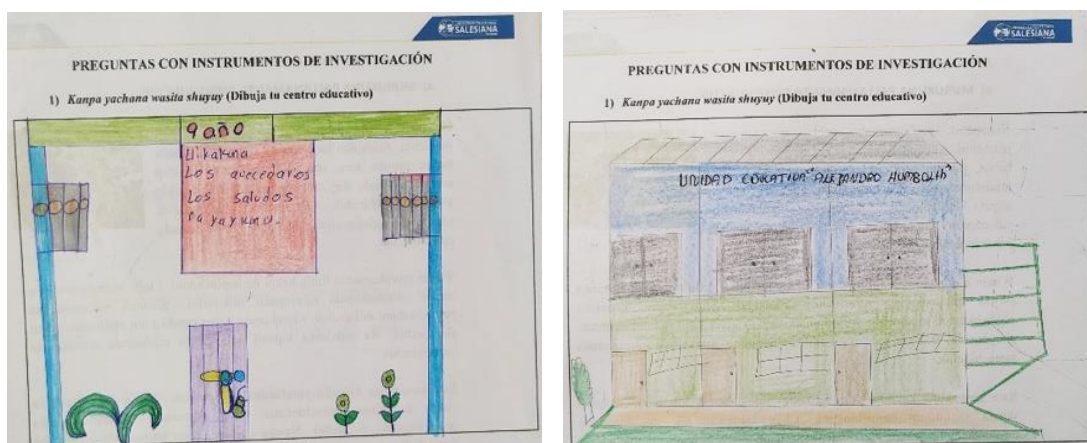 SALESIANA
PREGUNTAS CON INSTRUMENTOS DE INVESTIGACIÓN
1) Kanpa yachana wasita shuyuy (Dibuja tu centro educativo)
9 año
Los avecedarios
Los saludos
SALESIANA
PREGUNTAS CON INSTRUMENTOS DE INVESTIGACIÓN
1) Kanpa yachana wasita shuyuy (Dibuja tu centro educativo)
UNIDAD EDUCATIVA "ALEJANDRO HUMBOLTH"